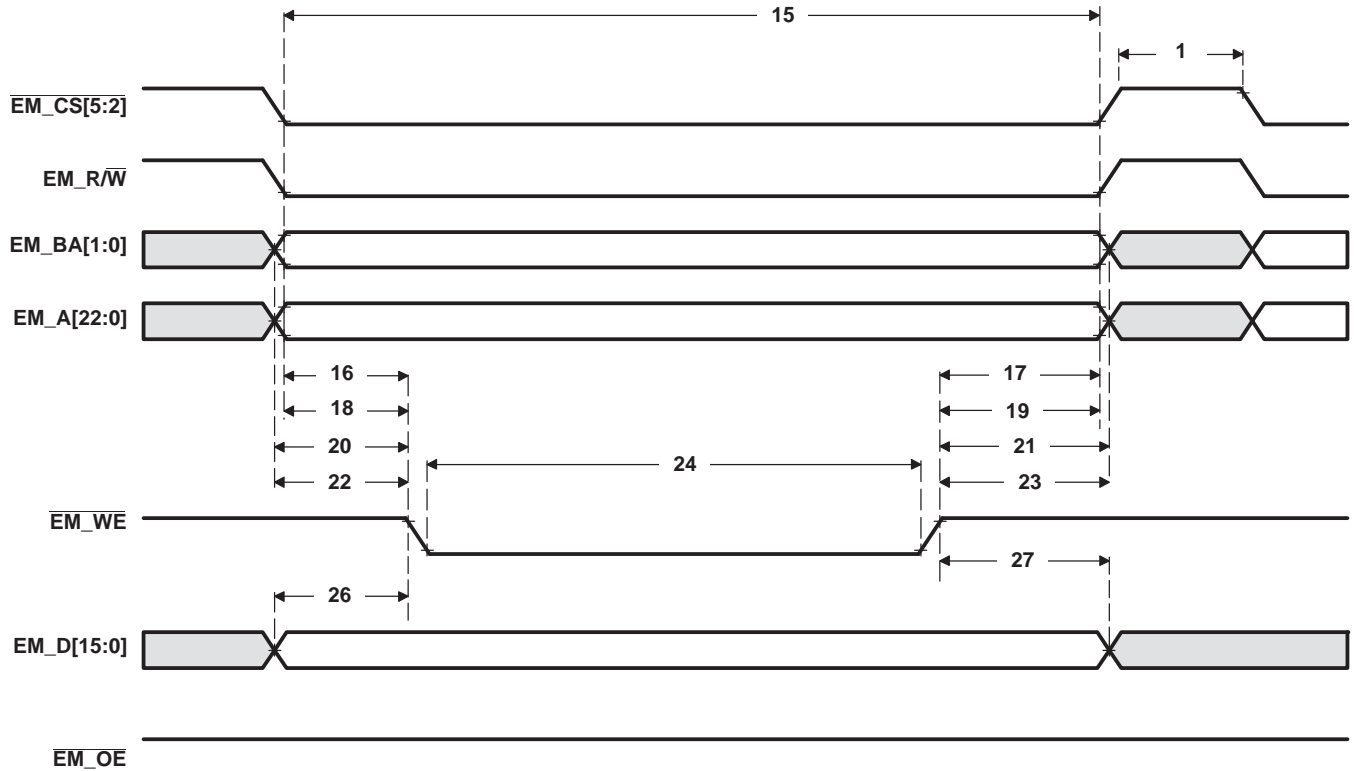 15
1
EM_CS[5:2]
EM_R/W
EM_BA[1:0]
EM_A[22:0]
16 17
18 19
20 21
24
22 23
EM_WE
27
26
EM_D[15:0]
EM_OE